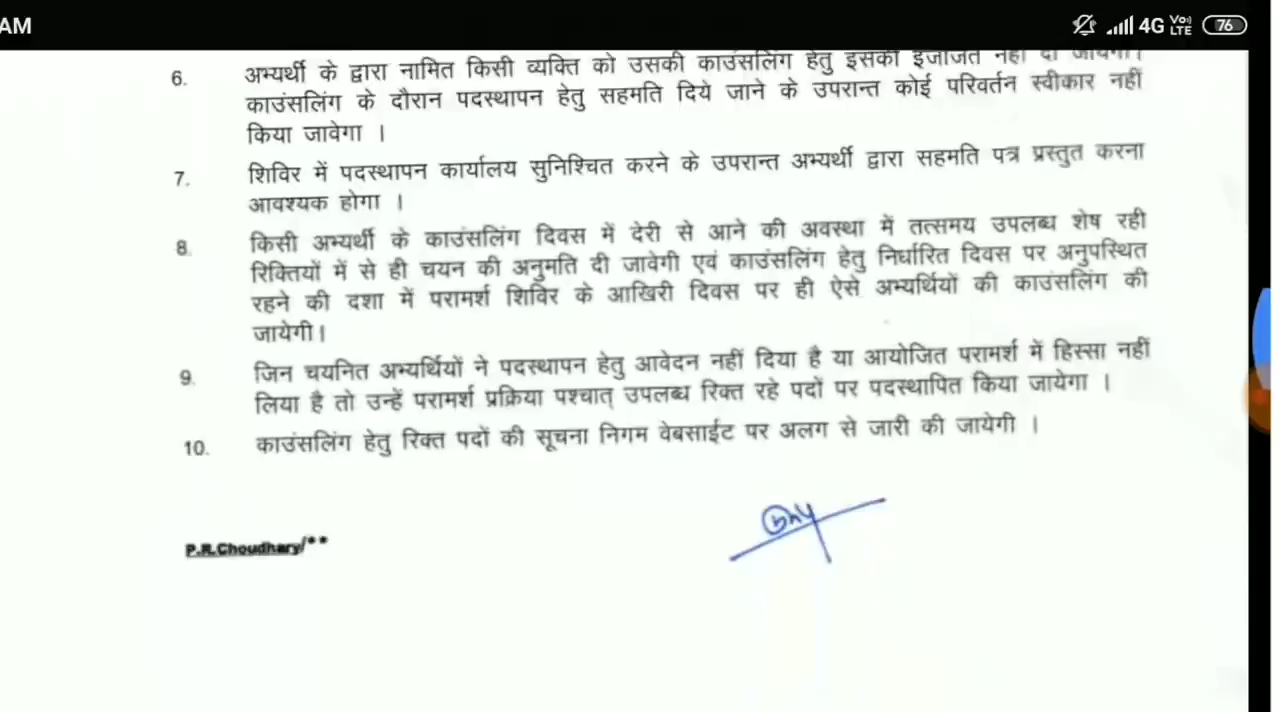 AM 4G Vo) LTE 76
6. अभ्यर्थी के द्वारा नामित किसी व्यक्ति को उसकी काउंसलिंग हेतु इसकी इजाजत नहीं दी जायेगी।
काउंसलिंग के दौरान पदस्थापन हेतु सहमति दिये जाने के उपरान्त कोई परिवर्तन स्वीकार नहीं
किया जावेगा ।
7. शिविर में पदस्थापन कार्यालय सुनिश्चित करने के उपरान्त अभ्यर्थी द्वारा सहमति पत्र प्रस्तुत करना
आवश्यक होगा ।
8. किसी अभ्यर्थी के काउंसलिंग दिवस में देरी से आने की अवस्था में तत्समय उपलब्ध शेष रही
रिक्तियों में से ही चयन की अनुमति दी जावेगी एवं काउंसलिंग हेतु निर्धारित दिवस पर अनुपस्थित
रहने की दशा में परामर्श शिविर के आखिरी दिवस पर ही ऐसे अभ्यर्थियों की काउंसलिंग की
जायेगी।
9. जिन चयनित अभ्यर्थियों ने पदस्थापन हेतु आवेदन नहीं दिया है या आयोजित परामर्श में हिस्सा नहीं
लिया है तो उन्हें परामर्श प्रक्रिया पश्चात् उपलब्ध रिक्त रहे पदों पर पदस्थापित किया जायेगा ।
10. काउंसलिंग हेतु रिक्त पदों की सूचना निगम वेबसाईट पर अलग से जारी की जायेगी ।
P.R.Choudhary/**